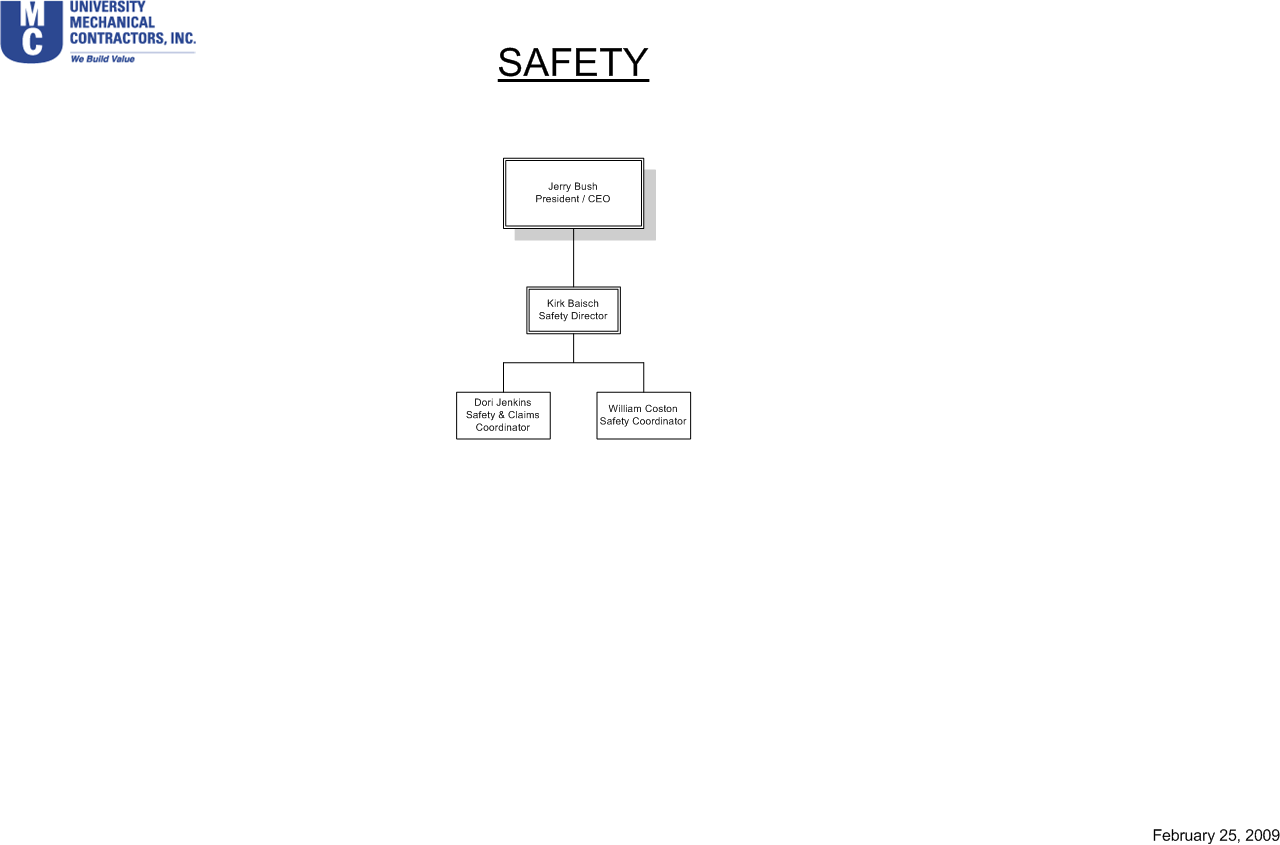 M
C
UNIVERSITY
MECHANICAL
CONTRACTORS, INC.
We Build Value
SAFETY
Jerry Bush
President / CEO
Kirk Baisch
Safety Director
Dori Jenkins
Safety & Claims
Coordinator
William Coston
Safety Coordinator
February 25, 2009